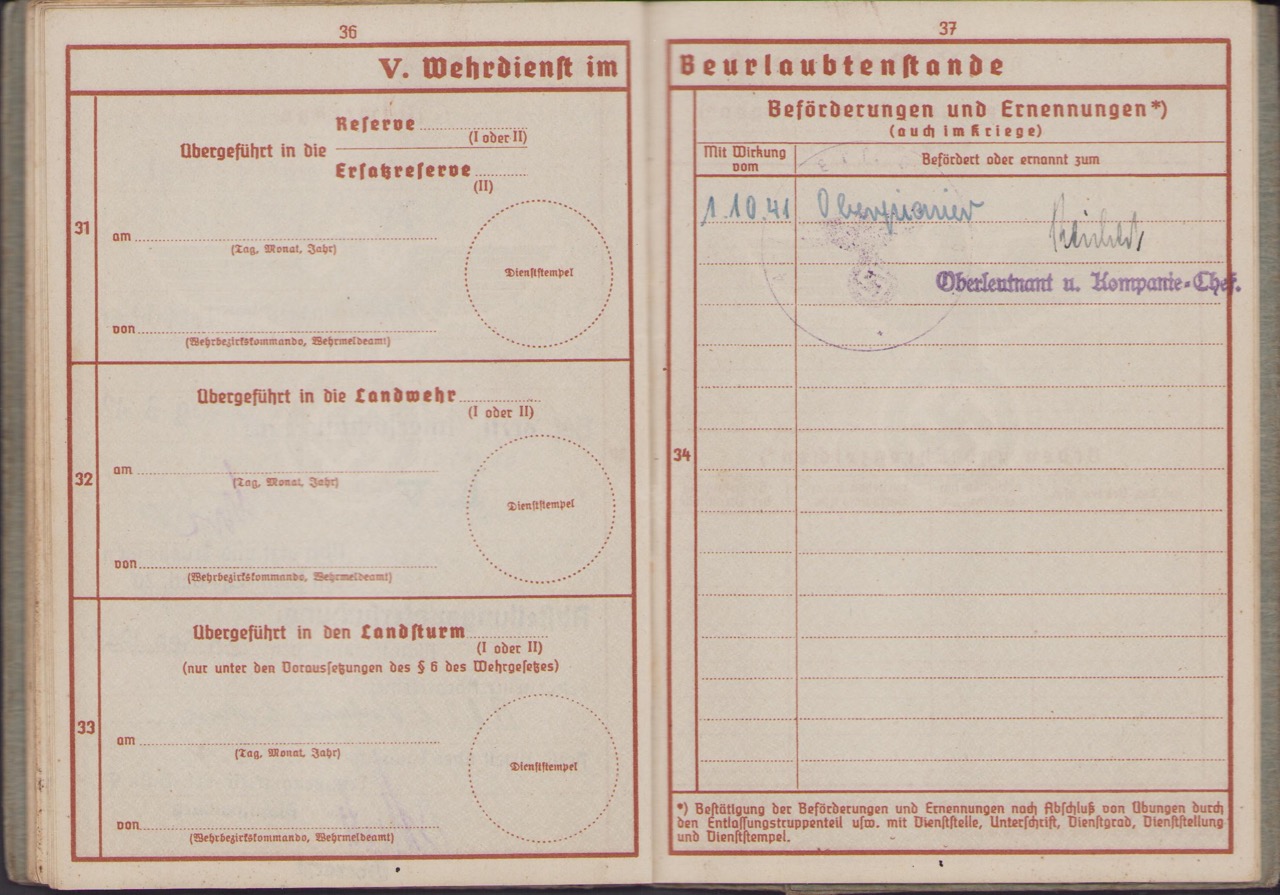 36
V. Wehrdienst im
31
Übergeführt in die
Reserve
(I oder II)
Ersatzreserve
(II)
am
(Tag, Monat, Jahr)
Dienststempel
von
(Wehrbezirkskommando, Wehrmeldeamt)
32
Übergeführt in die Landwehr
(I oder II)
am
(Tag, Monat, Jahr)
Dienststempel
von
(Wehrbezirkskommando, Wehrmeldeamt)
33
Übergeführt in den Landsturm
(I oder II)
(nur unter den Voraussetzungen des § 6 des Wehrgesetzes)
am
(Tag, Monat, Jahr)
Dienststempel
von
(Wehrbezirkskommando, Wehrmeldeamt)
37
Beurlaubtenstande
Beförderungen und Ernennungen*)
(auch im Kriege)
Mit Wirkung
vom
Befördert oder ernannt zum
1.10.41 Oberpionier
Oberleutnant u. Kompanie-Chef.
34
*) Bestätigung der Beförderungen und Ernennungen nach Abschluß von Übungen durch
den Entlassungstruppenteil usw. mit Dienststelle, Unterschrift, Dienstgrad, Dienststellung
und Dienststempel.